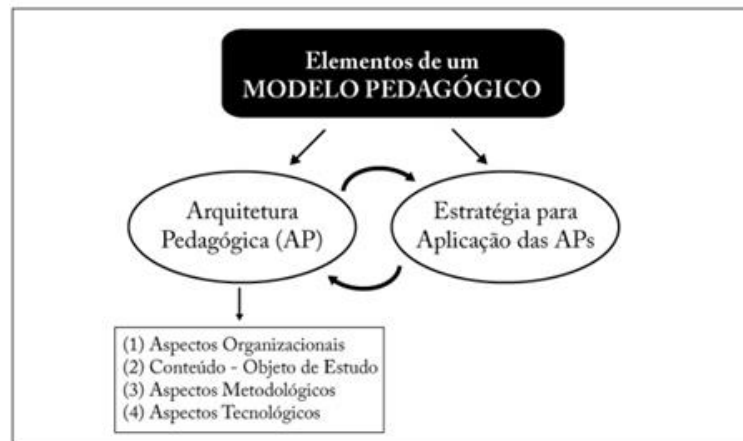 Elementos de um
MODELO PEDAGÓGICO
Arquitetura
Pedagógica (AP)
Estratégia para
Aplicação das APs
(1) Aspectos Organizacionais
(2) Conteúdo - Objeto de Estudo
(3) Aspectos Metodológicos
(4) Aspectos Tecnológicos